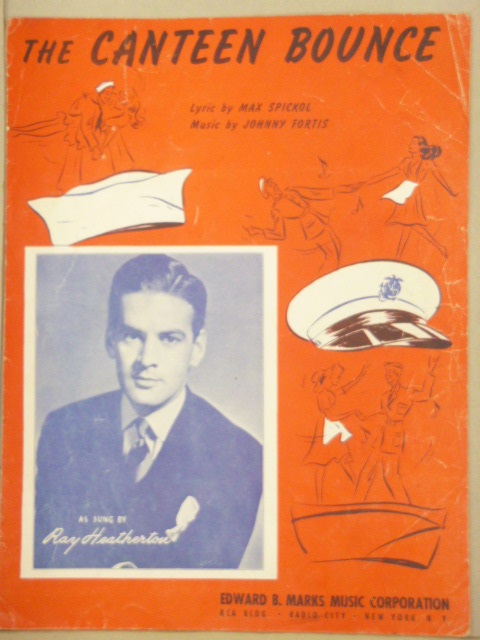 THE CANTEEN BOUNCE
Lyric by MAX SPICKOL
Music by JOHNNY FORTIS
AS SUNG BY
Ray Heatherton
EDWARD B. MARKS MUSIC CORPORATION
RCA BLDG. · RADIO CITY · NEW YORK, N. Y.